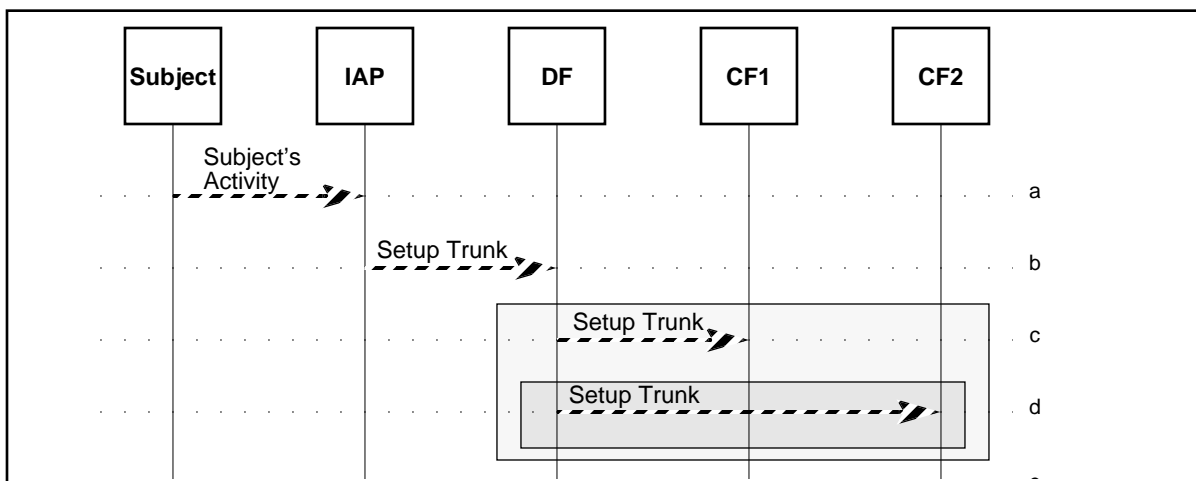 Subject IAP DF CF1 CF2
Subject's
Activity
a
Setup Trunk
b
Setup Trunk
c
Setup Trunk
d